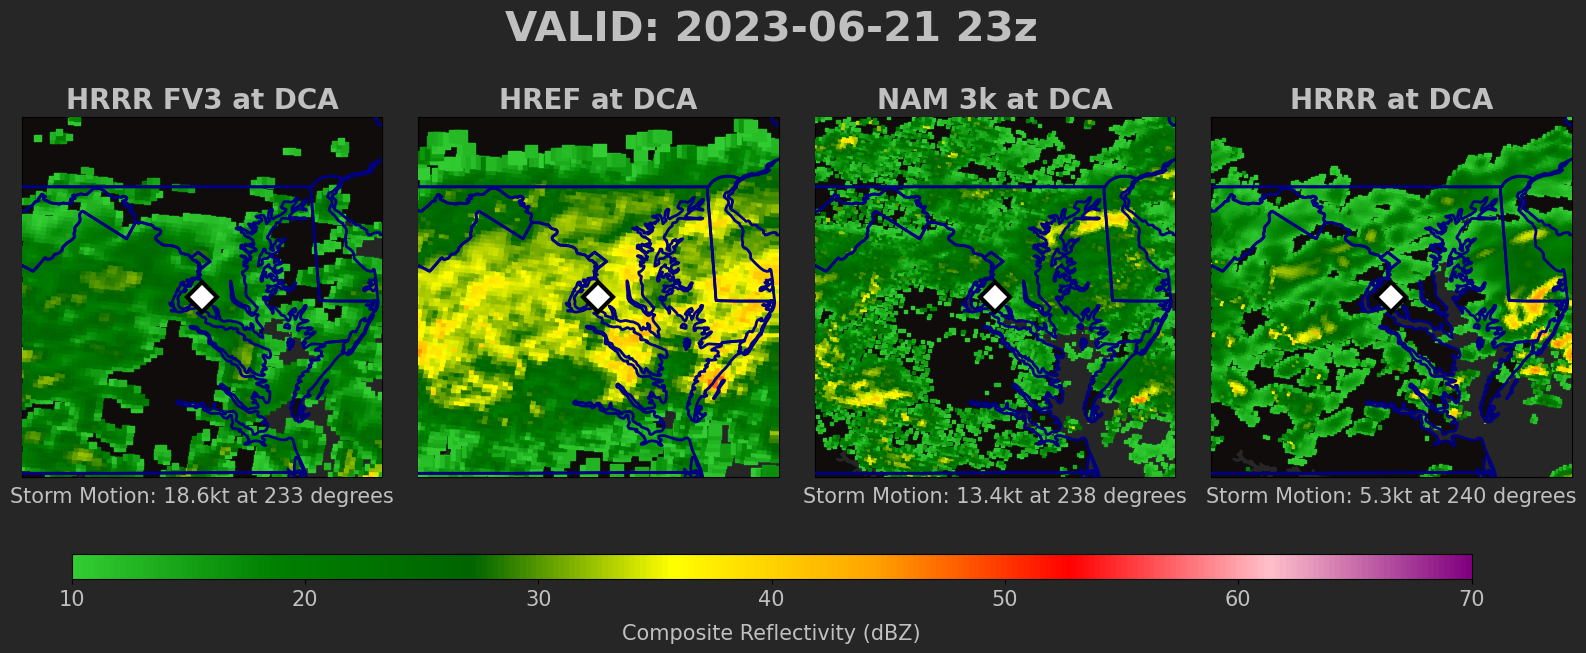 VALID: 2023-06-21 23z
HRRR FV3 at DCA
HREF at DCA
NAM 3k at DCA
HRRR at DCA
Storm Motion: 18.6kt at 233 degrees
Storm Motion: 13.4kt at 238 degrees
Storm Motion: 5.3kt at 240 degrees
10 20 30 40 50 60 70
Composite Reflectivity (dBZ)